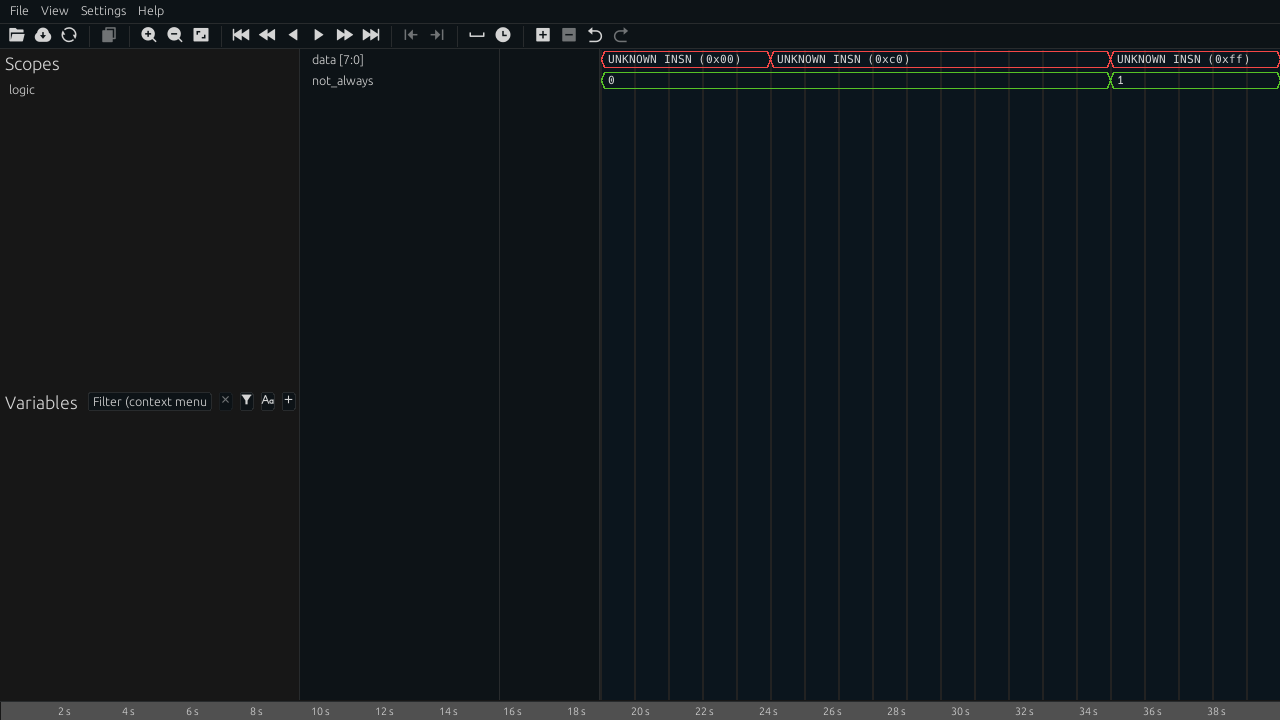 File View Settings Help
Scopes
logic
data [7:0]
not_always
UNKNOWN INSN (0x00) UNKNOWN INSN (0xc0) UNKNOWN INSN (0xff)
0 1
Variables Filter (context menu × Aa +
2 s 4 s 6 s 8 s 10 s 12 s 14 s 16 s 18 s 20 s 22 s 24 s 26 s 28 s 30 s 32 s 34 s 36 s 38 s